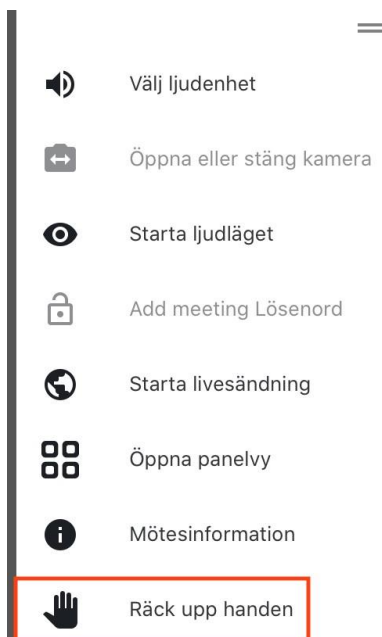 Välj ljudenhet
Öppna eller stäng kamera
Starta ljudläget
Add meeting Lösenord
Starta livesändning
Öppna panelvy
Mötesinformation
Räck upp handen